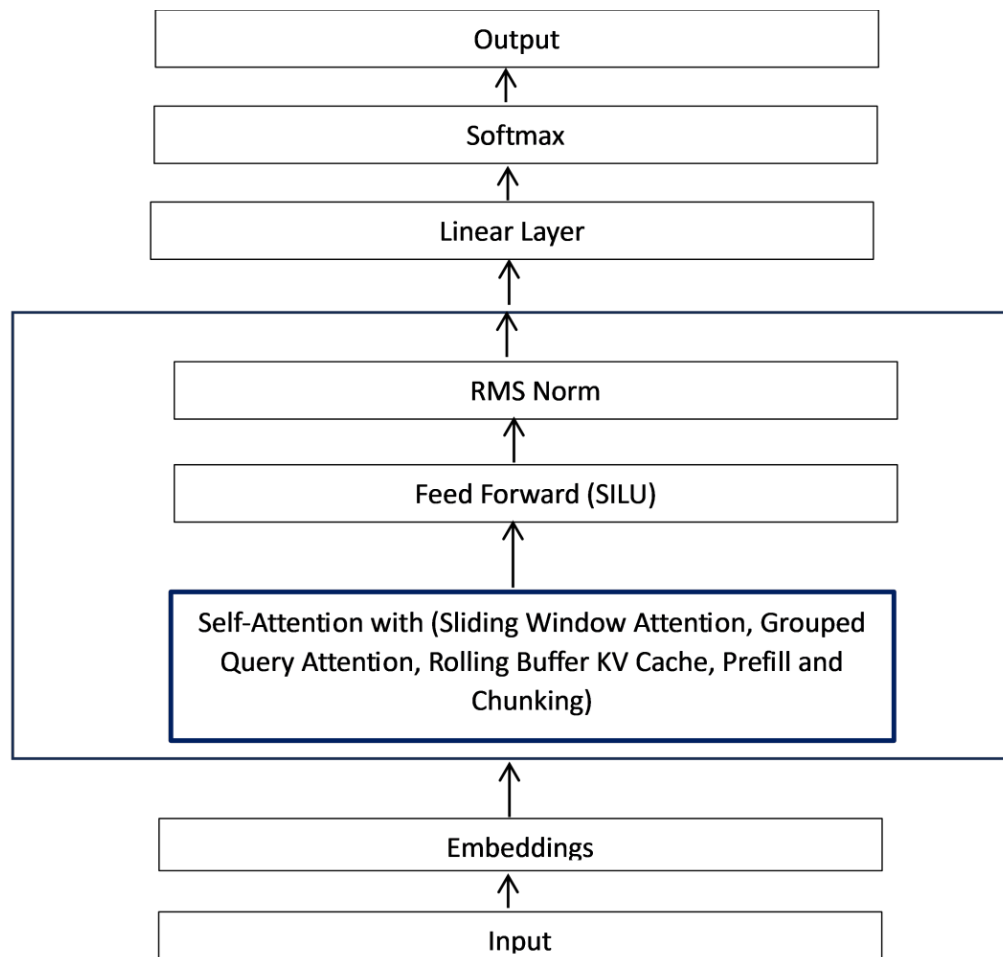 Output
Softmax
Linear Layer
RMS Norm
Feed Forward (SILU)
Self-Attention with (Sliding Window Attention, Grouped
Query Attention, Rolling Buffer KV Cache, Prefill and
Chunking)
Embeddings
Input